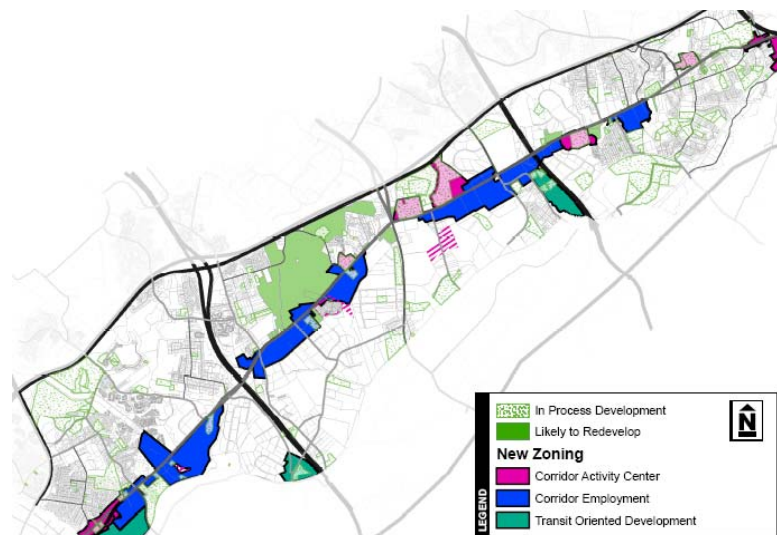 In Process Development
N
Likely to Redevelop
New Zoning
Corridor Activity Center
Corridor Employment
Transit Oriented Development
LEGEND